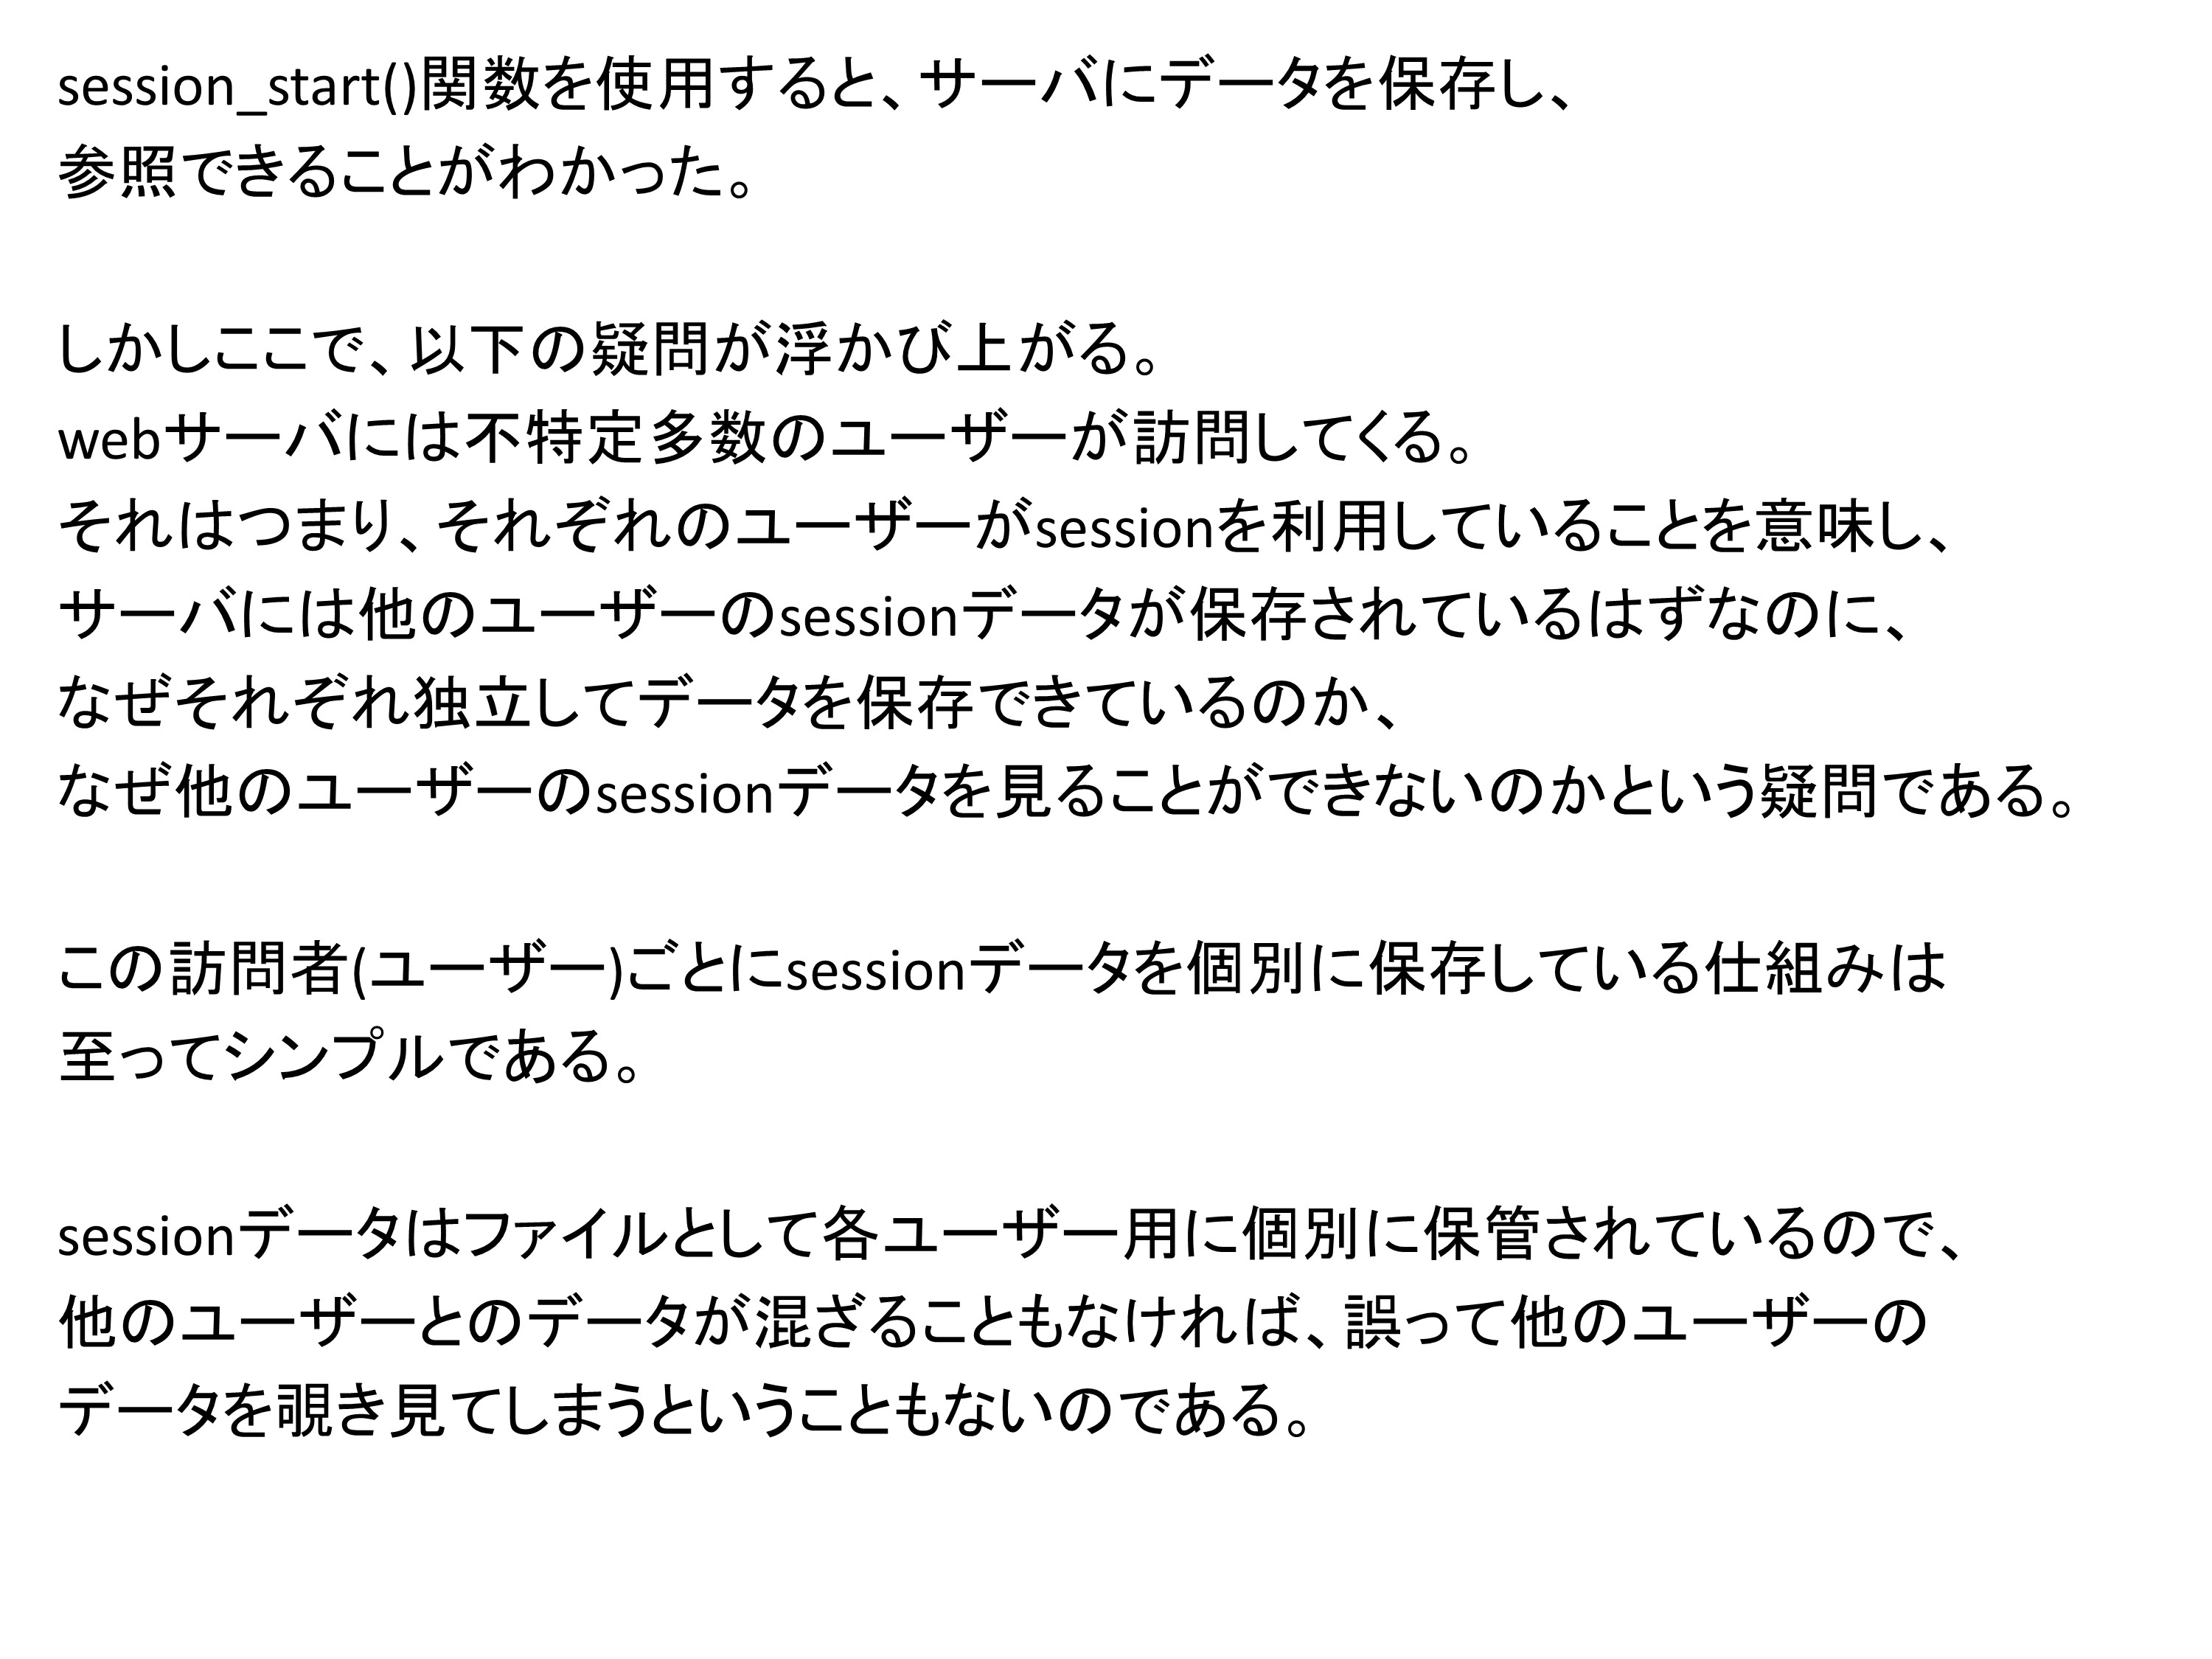 session_start()関数を使用すると、サーバにデータを保存し、
参照できることがわかった。
しかしここで、以下の疑問が浮かび上がる。
webサーバには不特定多数のユーザーが訪問してくる。
それはつまり、それぞれのユーザーがsessionを利用していることを意味し、
サーバには他のユーザーのsessionデータが保存されているはずなのに、
なぜそれぞれ独立してデータを保存できているのか、
なぜ他のユーザーのsessionデータを見ることができないのかという疑問である。
この訪問者(ユーザー)ごとにsessionデータを個別に保存している仕組みは
至ってシンプルである。
sessionデータはファイルとして各ユーザー用に個別に保管されているので、
他のユーザーとのデータが混ざることもなければ、誤って他のユーザーの
データを覗き見てしまうということもないのである。